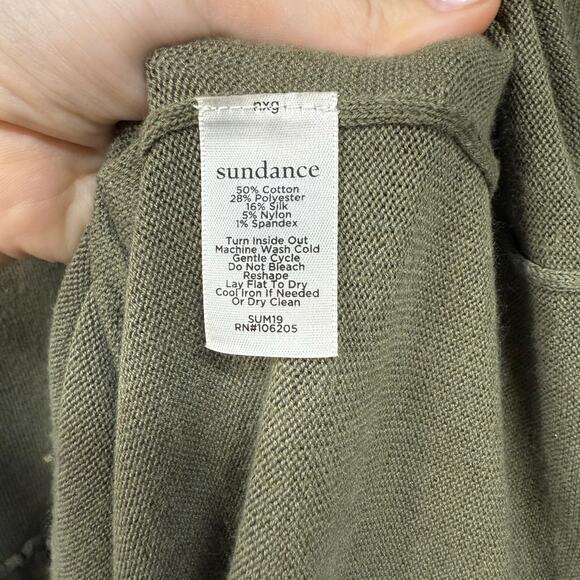 nxg
sundance
50% Cotton
28% Polyester
16% Silk
5% Nylon
1% Spandex
Turn Inside Out
Machine Wash Cold
Gentle Cycle
Do Not Bleach
Reshape
Lay Flat To Dry
Cool Iron If Needed
Or Dry Clean
SUM19
RN#106205